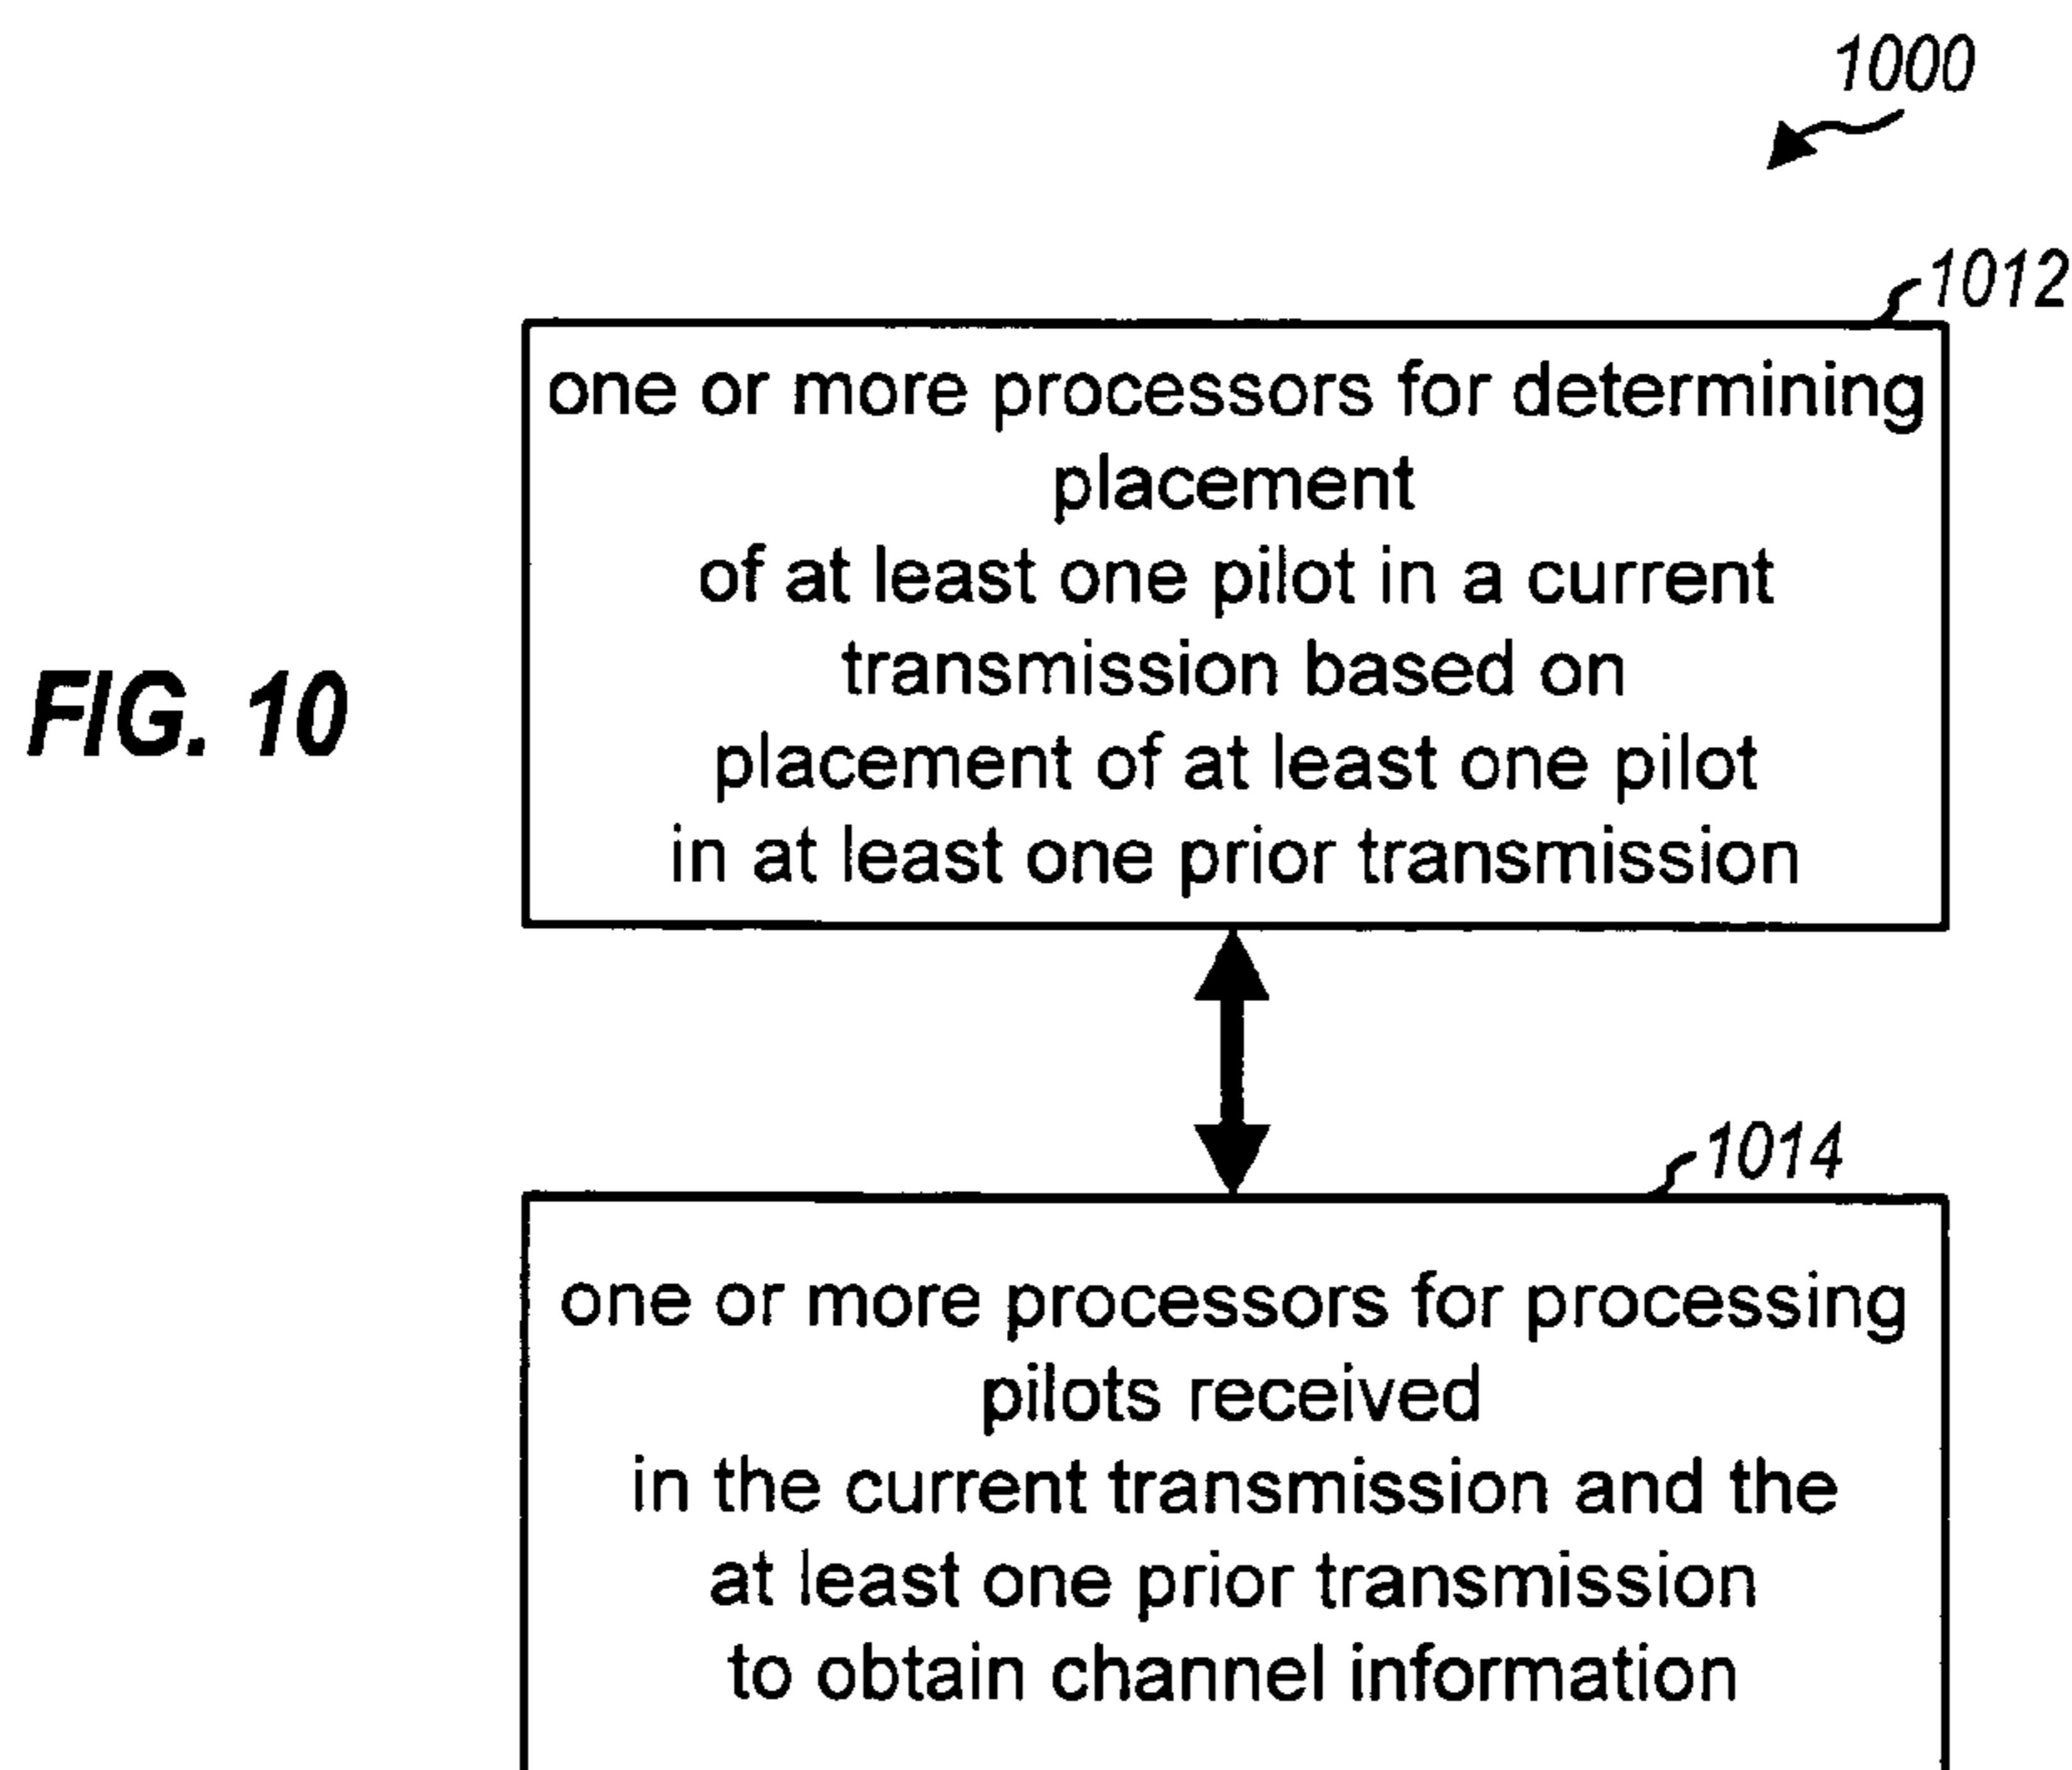 1000
1012
one or more processors for determining
placement
of at least one pilot in a current
transmission based on
placement of at least one pilot
in at least one prior transmission
FIG. 10
1014
one or more processors for processing
pilots received
in the current transmission and the
at least one prior transmission
to obtain channel information